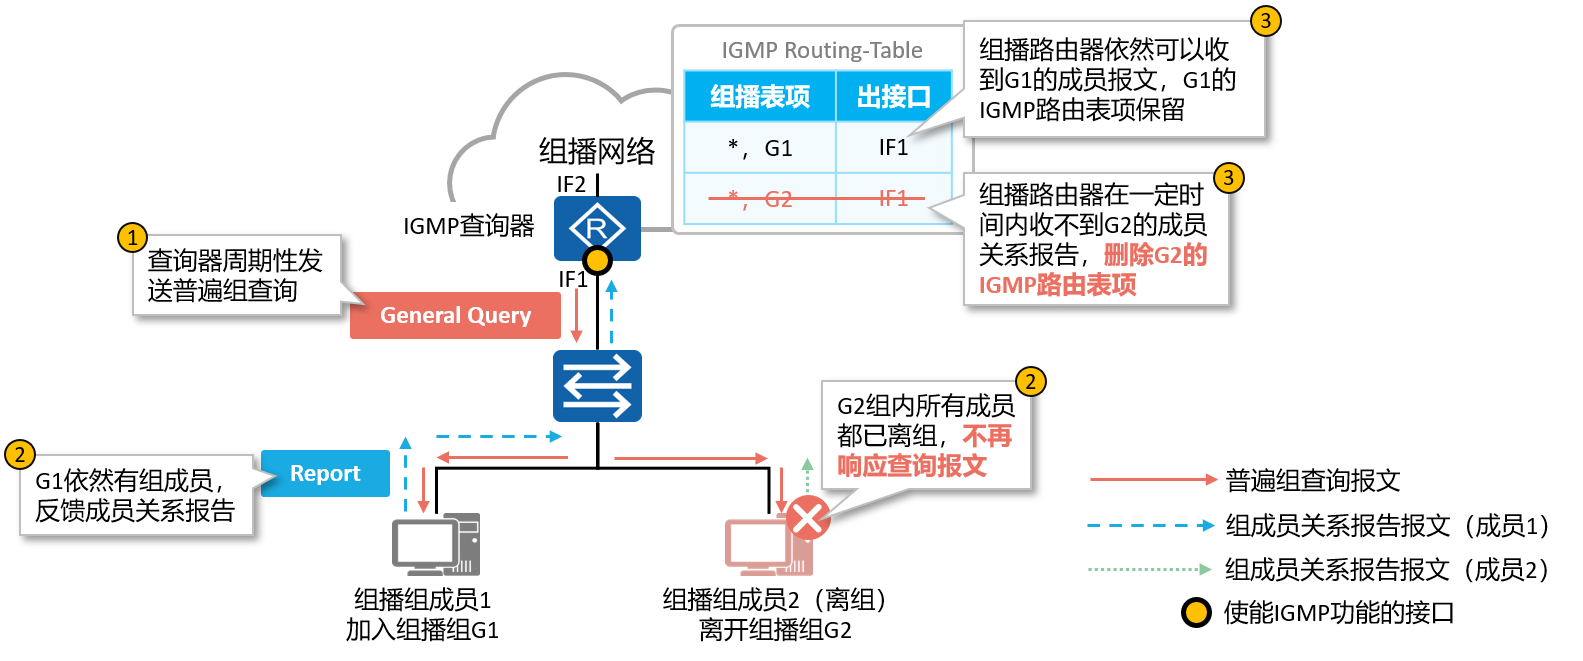 IGMP Routing-Table
组播表项 出接口
*，G1 IF1
*，G2 IF1
3
组播路由器依然可以收
到G1的成员报文，G1的
IGMP路由表项保留
3
组播路由器在一定时
间内收不到G2的成员
关系报告，删除G2的
IGMP路由表项
组播网络
IF2
IGMP查询器
R
IF1
1
查询器周期性发
送普遍组查询
General Query
2
G1依然有组成员，
反馈成员关系报告
Report
2
G2组内所有成员
都已离组，不再
响应查询报文
组播组成员1
加入组播组G1
组播组成员2（离组）
离开组播组G2
普遍组查询报文
组成员关系报告报文（成员1）
组成员关系报告报文（成员2）
使能IGMP功能的接口